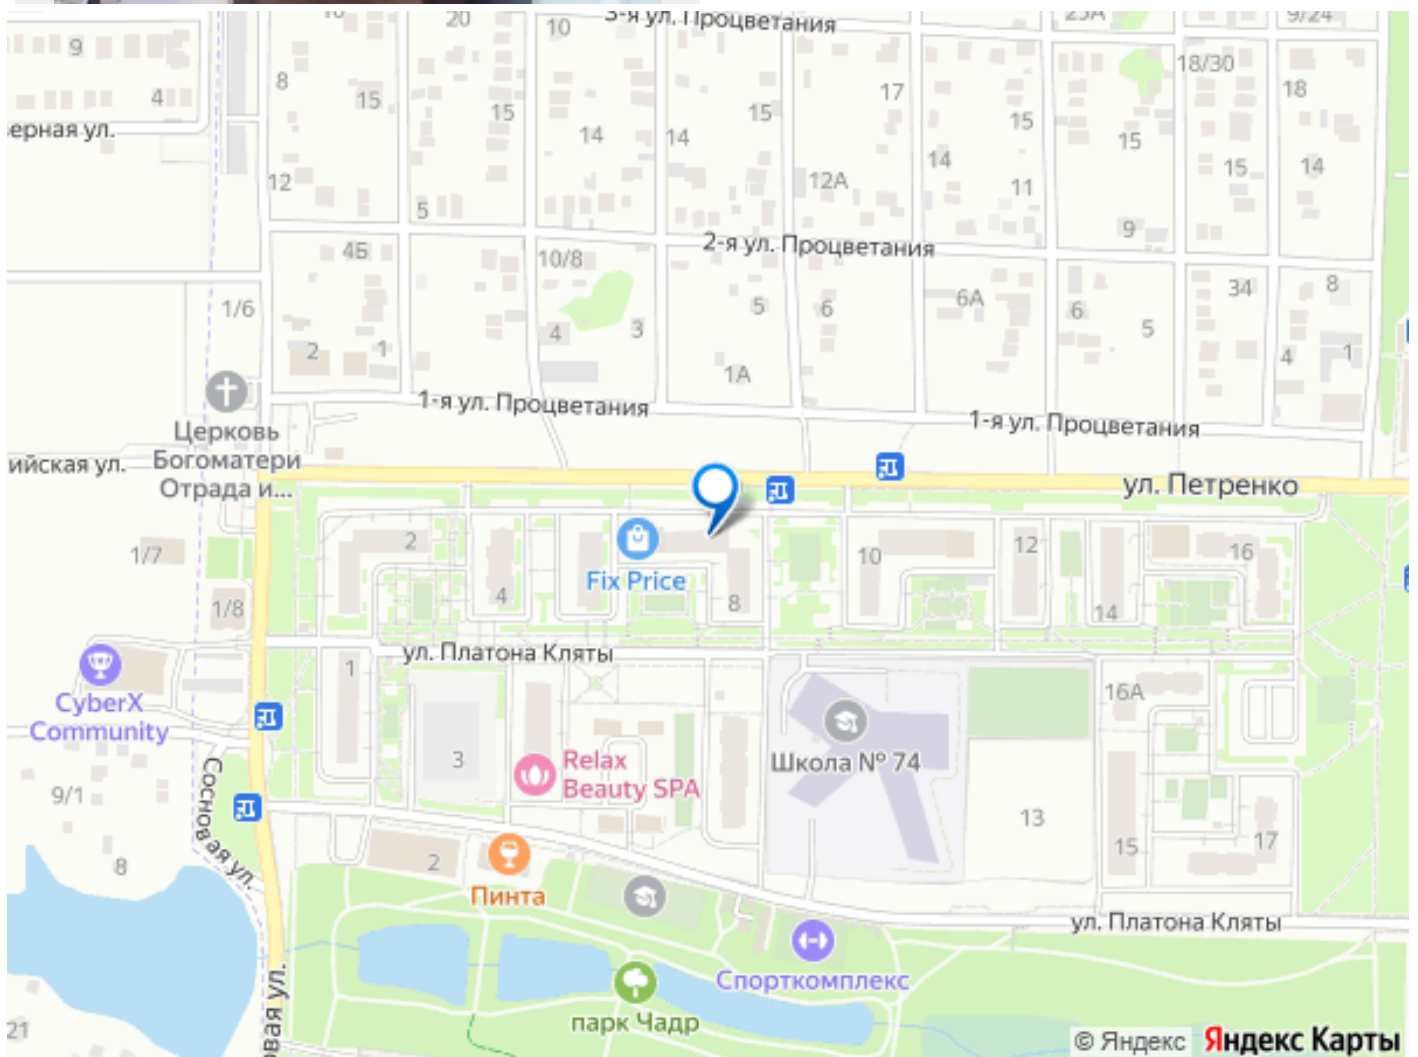 3-я ул. Процветания
20
10
25А
9/24
9
8
15
4
15
14
14
15
17
15
14
15
18/30
15
18
14
ерная ул.
12
5
12А
11
9
2-я ул. Процветания
4Б
10/8
1/6
2
1
4
3
5
6
6А
6
5
34
8
4
1
1А
1-я ул. Процветания
1-я ул. Процветания
Церковь
Богоматери
Отрада и...
ийская ул.
ул. Петренко
1/7
2
Fix Price
10
12
16
1/8
4
8
14
ул. Платона Кляты
1
16А
CyberX
Community
3
Relax
Beauty SPA
Школа № 74
Сосновая ул.
9/1
8
2
Пинта
13
15
17
ул. Платона Кляты
Спорткомплекс
парк Чадр
21
овая ул.
© Яндекс Яндекс Карты